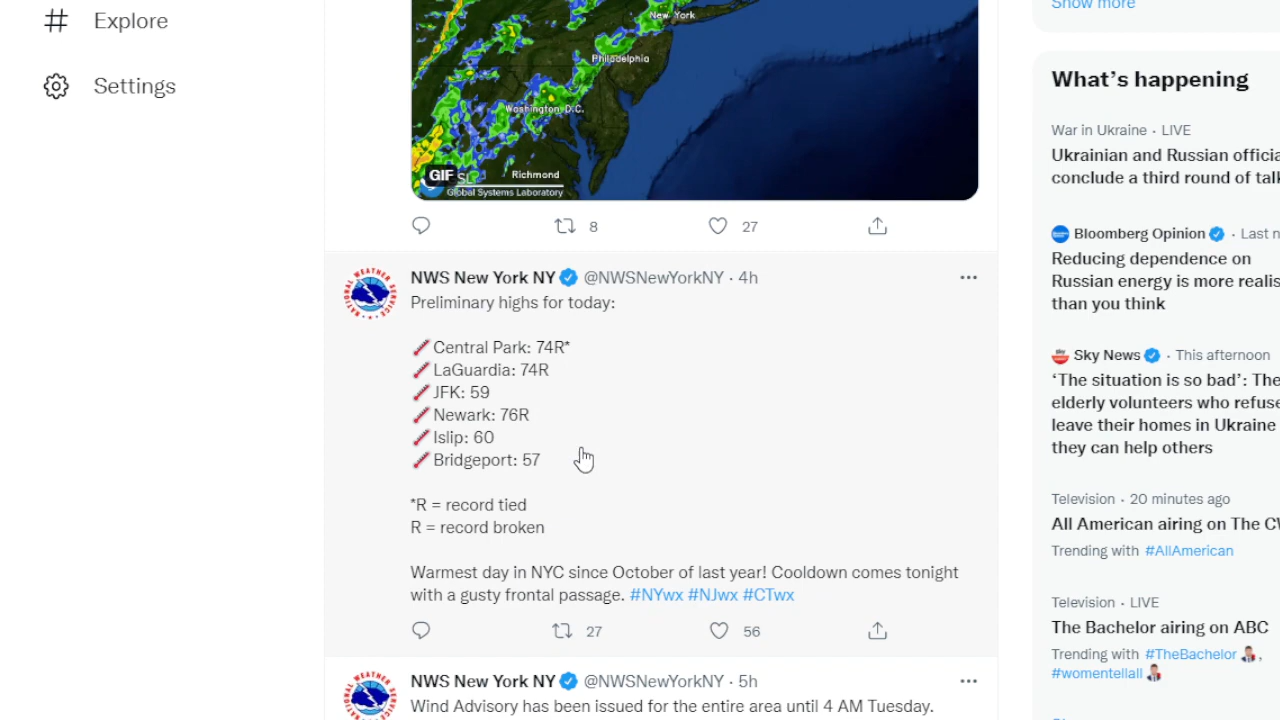 Explore
Settings
New York
Philadelphia
Washington-D.C.
Richmond
GIF
Global Systems Laboratory
8
27
NWS New York NY @NWSNewYorkNY · 4h
Preliminary highs for today:
Central Park: 74R*
LaGuardia: 74R
JFK: 59
Newark: 76R
Islip: 60
Bridgeport: 57
*R = record tied
R = record broken
Warmest day in NYC since October of last year! Cooldown comes tonight
with a gusty frontal passage. #NYwx #NJwx #CTwx
27
56
NWS New York NY @NWSNewYorkNY · 5h
Wind Advisory has been issued for the entire area until 4 AM Tuesday.
Show more
What's happening
War in Ukraine · LIVE
Ukrainian and Russian officia
conclude a third round of talk
Bloomberg Opinion · Last n
Reducing dependence on
Russian energy is more realis
than you think
Sky News · This afternoon
'The situation is so bad': The
elderly volunteers who refuse
leave their homes in Ukraine
they can help others
Television · 20 minutes ago
All American airing on The CW
Trending with #AllAmerican
Television · LIVE
The Bachelor airing on ABC
Trending with #TheBachelor ,
#womentellall